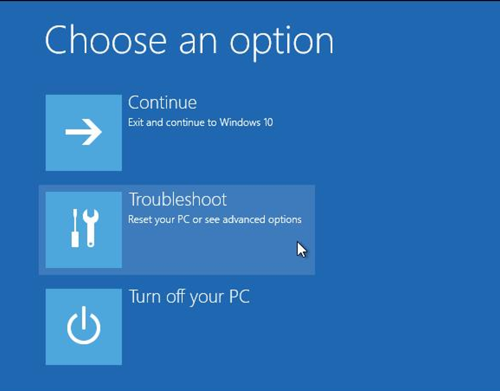 Choose an option
Continue
Exit and continue to Windows 10
Troubleshoot
Reset your PC or see advanced options
Turn off your PC